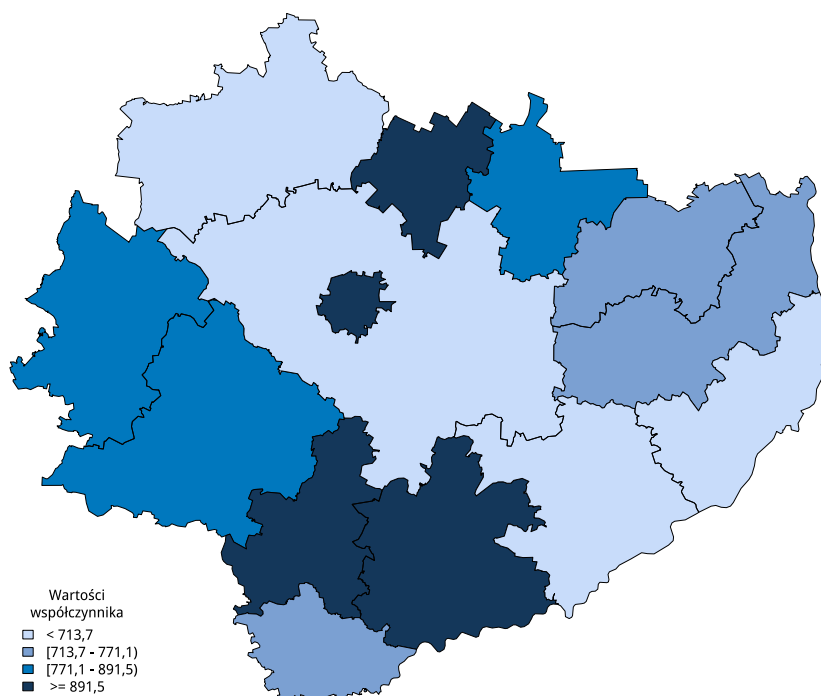 Wartości
współczynnika
< 713,7
[713,7 - 771,1)
[771,1 - 891,5)
>= 891,5